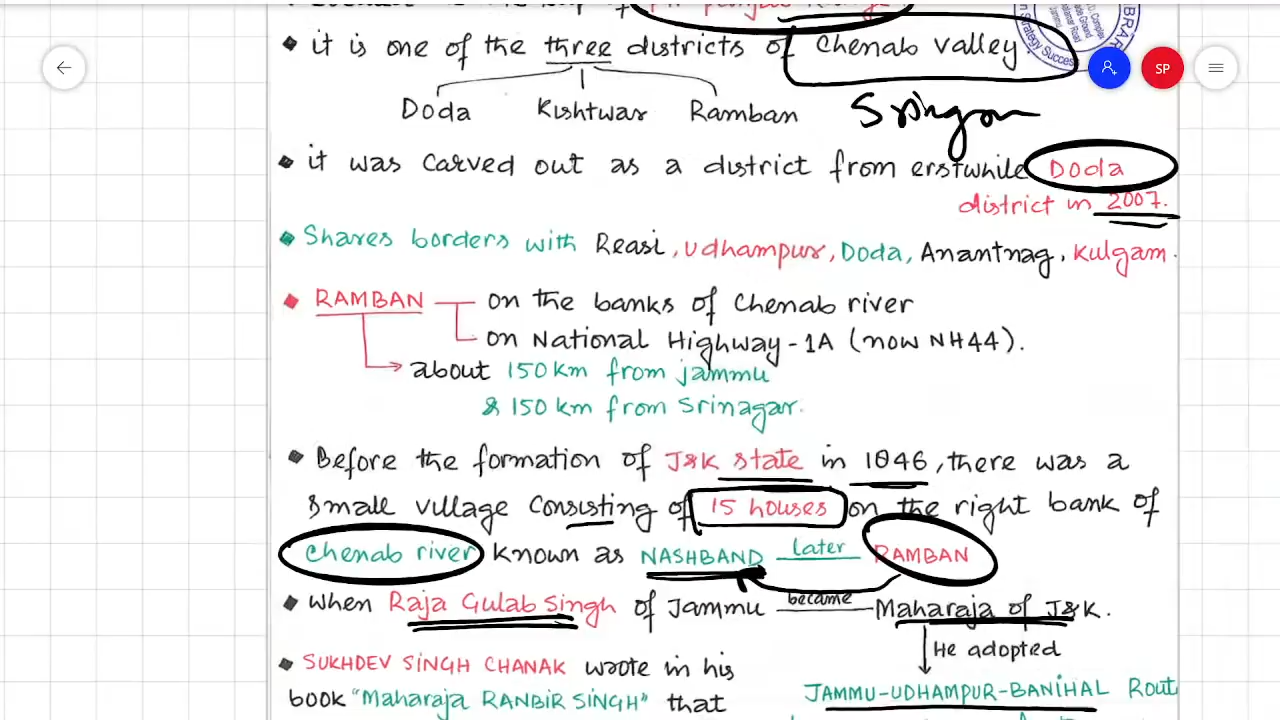 it is one of the three districts of Chenab valley.
Doda Kishtwar Ramban
it was carved out as a district from erstwhile Doda
district in 2007.
Shares borders with Reasi, Udhampur, Doda, Anantnag, Kulgam.
RAMBAN on the banks of Chenab river
on National Highway-1A (now NH44).
about 150 km from jammu
& 150 km from Srinagar.
Before the formation of J&K state in 1846, there was a
small village consisting of 15 houses on the right bank of
Chenab river known as NASHBAND later RAMBAN
when Raja Gulab Singh of Jammu became Maharaja of J&K.
He adopted
SUKHDEV SINGH CHANAK wrote in his
book "Maharaja RANBIR SINGH" that
JAMMU-UDHAMPUR-BANIHAL Rout
SP